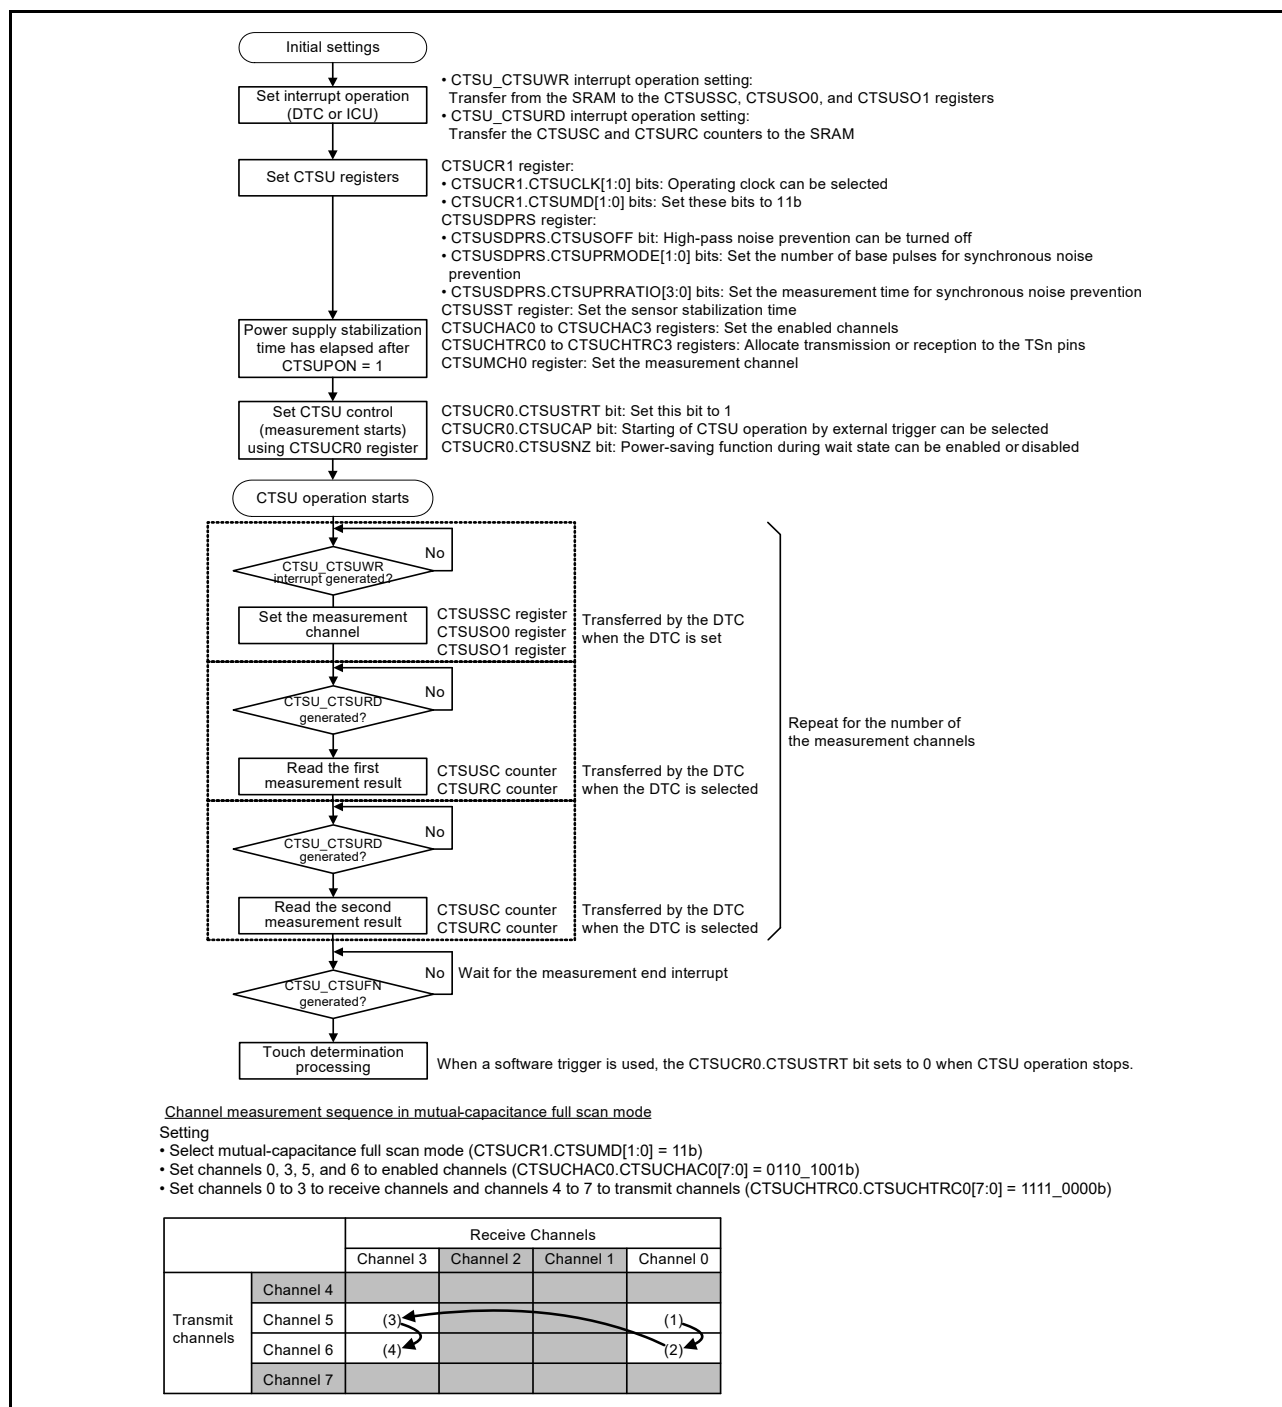 Initial settings
Set interrupt operation
(DTC or ICU)
• CTSU_CTSUWR interrupt operation setting:
Transfer from the SRAM to the CTSUSSC, CTSUSO0, and CTSUSO1 registers
• CTSU_CTSURD interrupt operation setting:
Transfer the CTSUSC and CTSURC counters to the SRAM
Set CTSU registers
CTSUCR1 register:
• CTSUCR1.CTSUCLK[1:0] bits: Operating clock can be selected
• CTSUCR1.CTSUMD[1:0] bits: Set these bits to 11b
CTSUSDPRS register:
• CTSUSDPRS.CTSUSOFF bit: High-pass noise prevention can be turned off
• CTSUSDPRS.CTSUPRMODE[1:0] bits: Set the number of base pulses for synchronous noise
prevention
• CTSUSDPRS.CTSUPRRATIO[3:0] bits: Set the measurement time for synchronous noise prevention
CTSUSST register: Set the sensor stabilization time
CTSUCHAC0 to CTSUCHAC3 registers: Set the enabled channels
CTSUCHTRC0 to CTSUCHTRC3 registers: Allocate transmission or reception to the TSn pins
CTSUMCH0 register: Set the measurement channel
Power supply stabilization
time has elapsed after
CTSUPON = 1
Set CTSU control
(measurement starts)
using CTSUCR0 register
CTSUCR0.CTSUSTRT bit: Set this bit to 1
CTSUCR0.CTSUCAP bit: Starting of CTSU operation by external trigger can be selected
CTSUCR0.CTSUSNZ bit: Power-saving function during wait state can be enabled or disabled
CTSU operation starts
No
CTSU_CTSUWR
interrupt generated?
Set the measurement
channel
CTSUSSC register
CTSUSO0 register
CTSUSO1 register
Transferred by the DTC
when the DTC is set
No
CTSU_CTSURD
generated?
Read the first
measurement result
CTSUSC counter
CTSURC counter
Transferred by the DTC
when the DTC is selected
Repeat for the number of
the measurement channels
No
CTSU_CTSURD
generated?
Read the second
measurement result
CTSUSC counter
CTSURC counter
Transferred by the DTC
when the DTC is selected
No
Wait for the measurement end interrupt
CTSU_CTSUFN
generated?
Touch determination
processing
When a software trigger is used, the CTSUCR0.CTSUSTRT bit sets to 0 when CTSU operation stops.
Channel measurement sequence in mutual-capacitance full scan mode
Setting
• Select mutual-capacitance full scan mode (CTSUCR1.CTSUMD[1:0] = 11b)
• Set channels 0, 3, 5, and 6 to enabled channels (CTSUCHAC0.CTSUCHAC0[7:0] = 0110_1001b)
• Set channels 0 to 3 to receive channels and channels 4 to 7 to transmit channels (CTSUCHTRC0.CTSUCHTRC0[7:0] = 1111_0000b)
Receive Channels
Channel 3 Channel 2 Channel 1 Channel 0
Transmit
channels
Channel 4
Channel 5 (3) (1)
Channel 6 (4) (2)
Channel 7